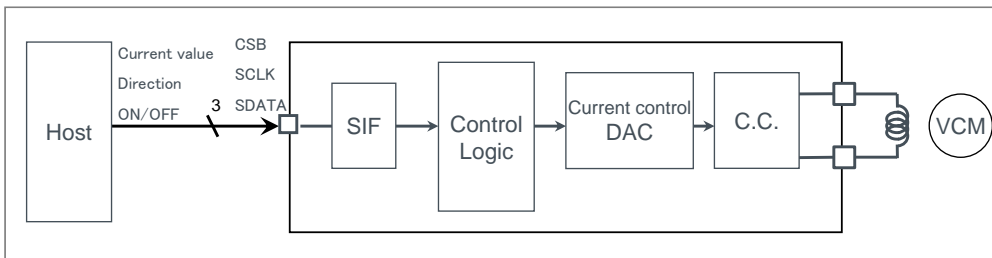 Host
Current value
Direction
ON/OFF
3
CSB
SCLK
SDATA
SIF
Control
Logic
Current control
DAC
C.C.
VCM